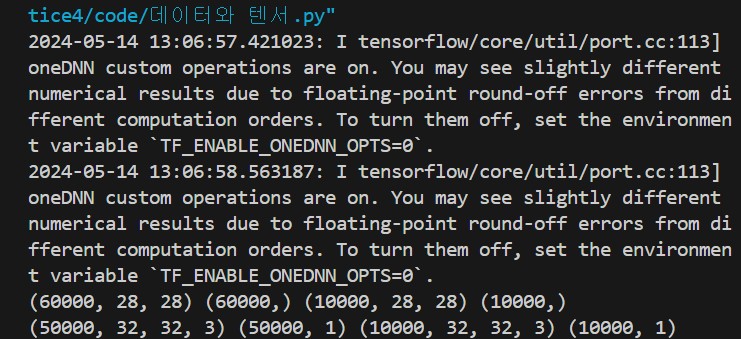 tice4/code/데이터와 텐서.py"
2024-05-14 13:06:57.421023: I tensorflow/core/util/port.cc:113]
oneDNN custom operations are on. You may see slightly different
numerical results due to floating-point round-off errors from di
fferent computation orders. To turn them off, set the environmen
t variable `TF_ENABLE_ONEDNN_OPTS=0`.
2024-05-14 13:06:58.563187: I tensorflow/core/util/port.cc:113]
oneDNN custom operations are on. You may see slightly different
numerical results due to floating-point round-off errors from di
fferent computation orders. To turn them off, set the environmen
t variable `TF_ENABLE_ONEDNN_OPTS=0`.
(60000, 28, 28) (60000,) (10000, 28, 28) (10000,)
(50000, 32, 32, 3) (50000, 1) (10000, 32, 32, 3) (10000, 1)